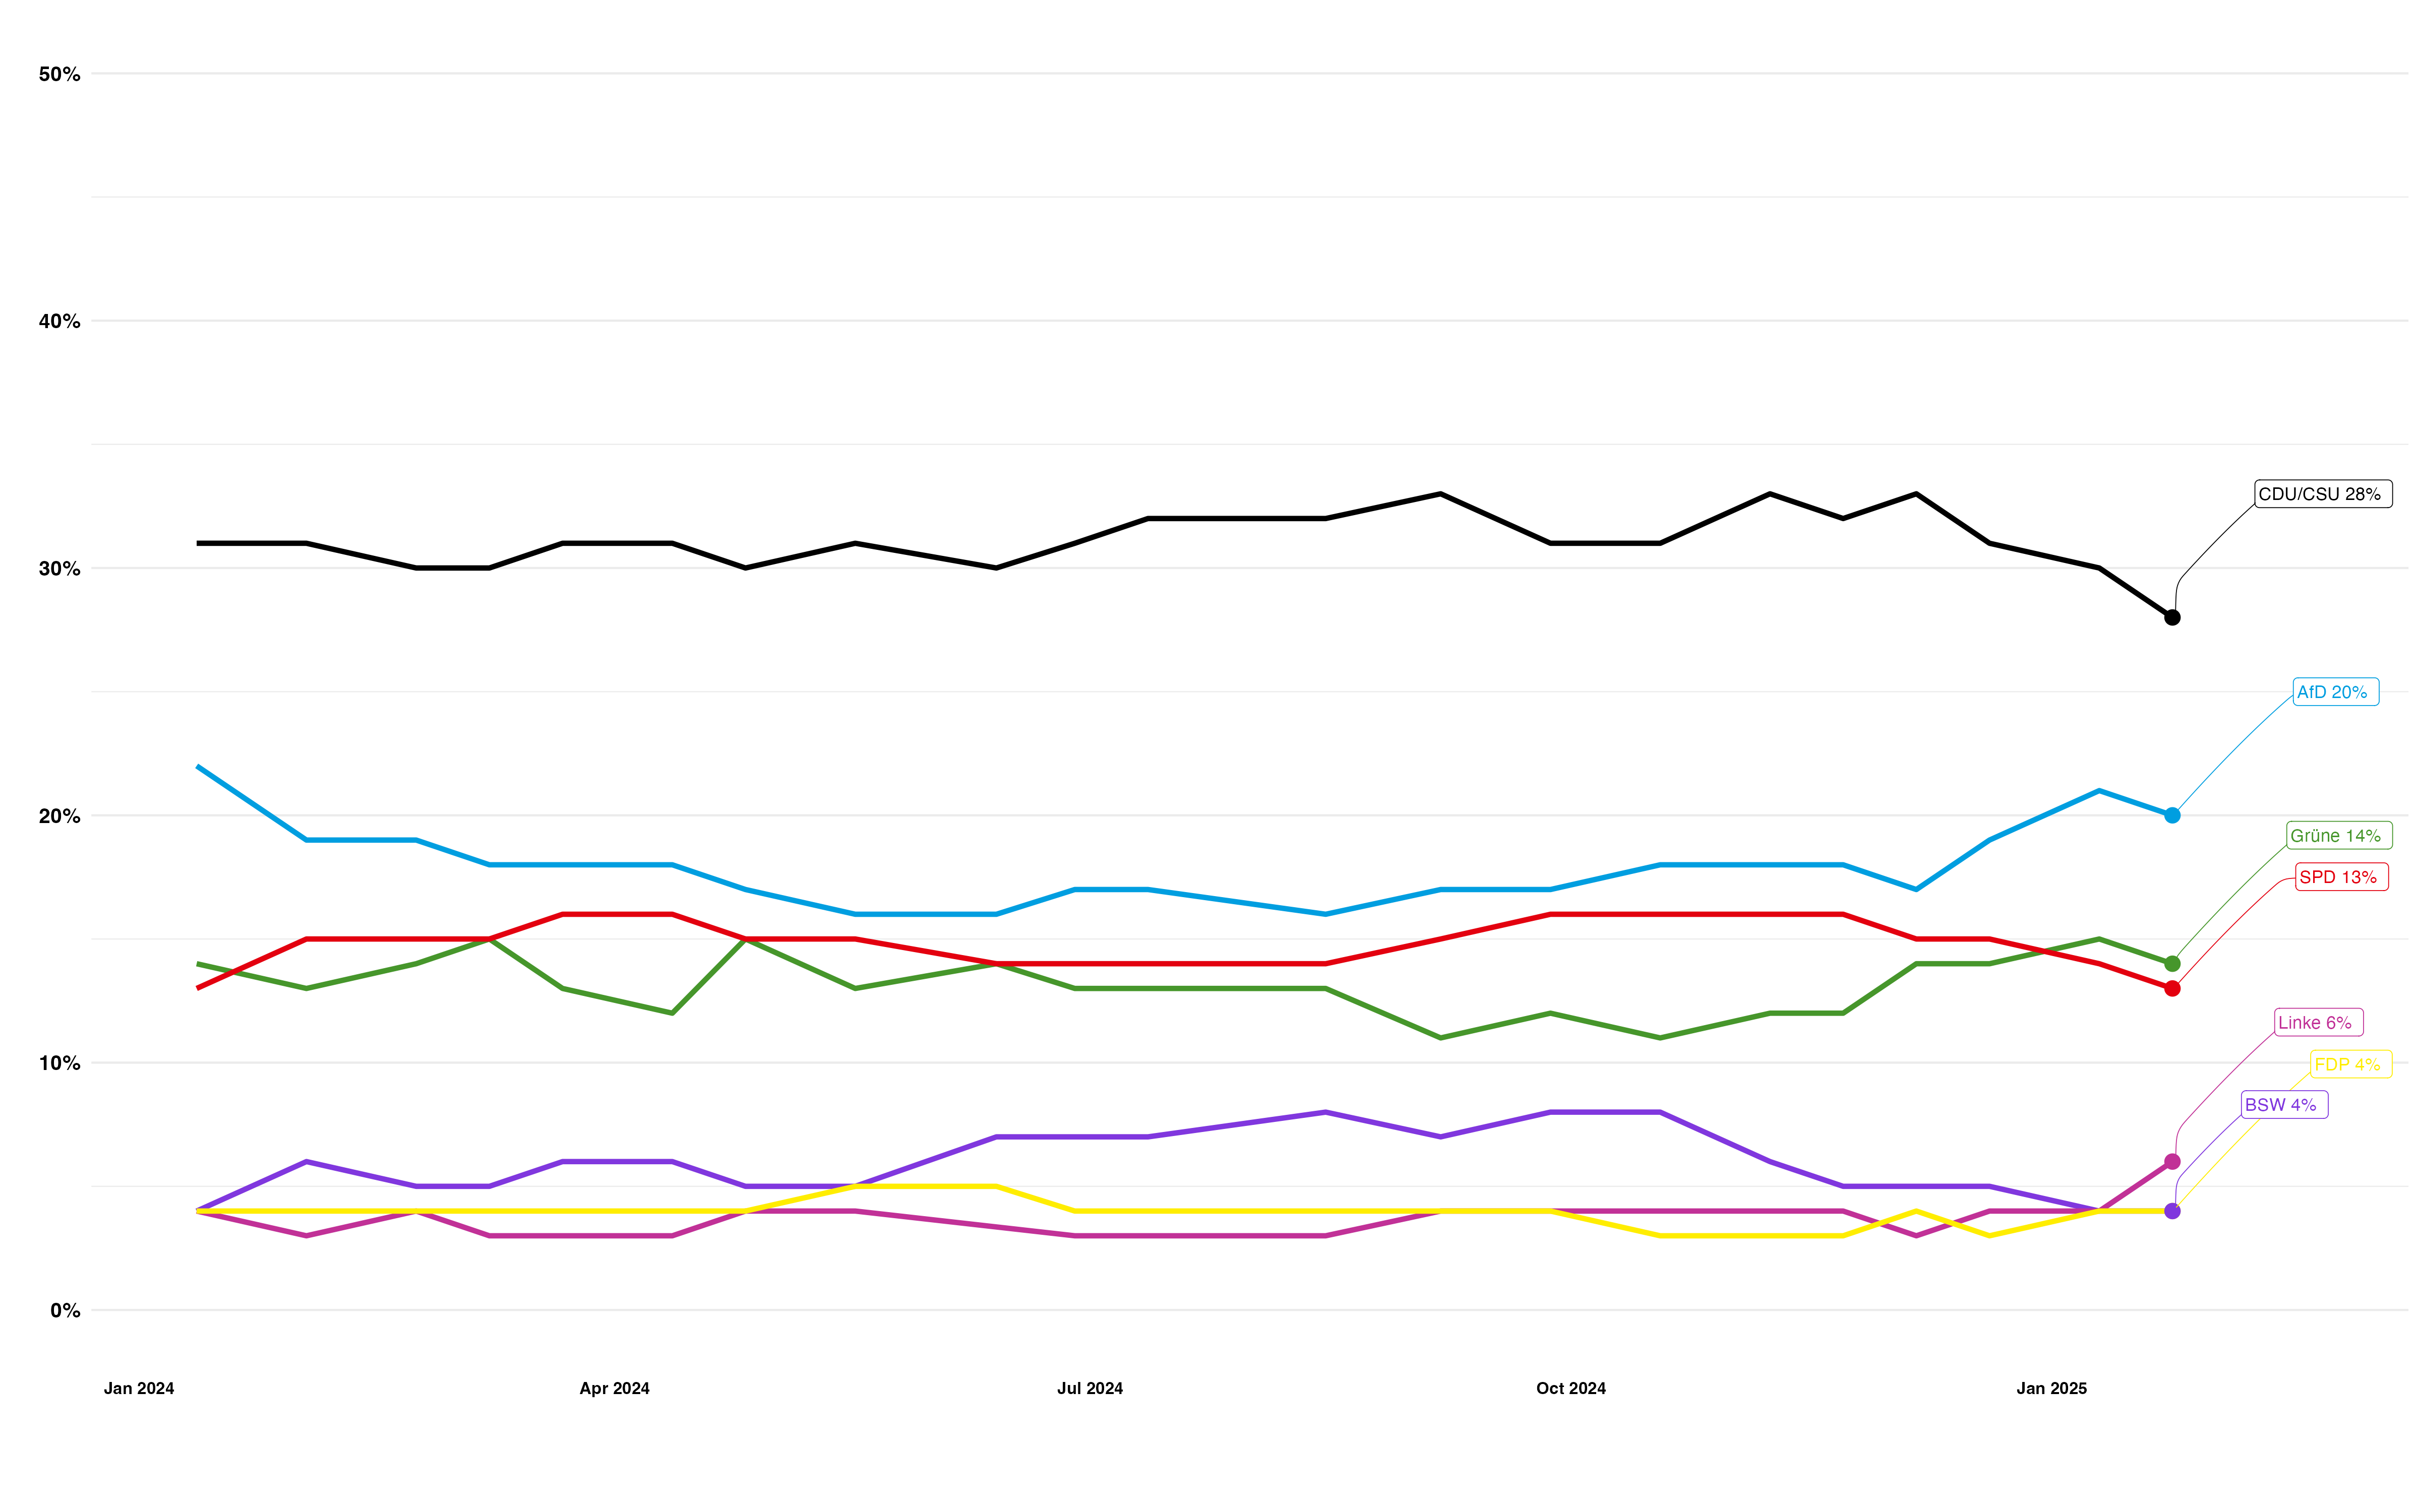 50%
40%
30%
20%
10%
0%
CDU/CSU 28%
AfD 20%
Grüne 14%
SPD 13%
Linke 6%
FDP 4%
BSW 4%
Jan 2024
Apr 2024
Jul 2024
Oct 2024
Jan 2025